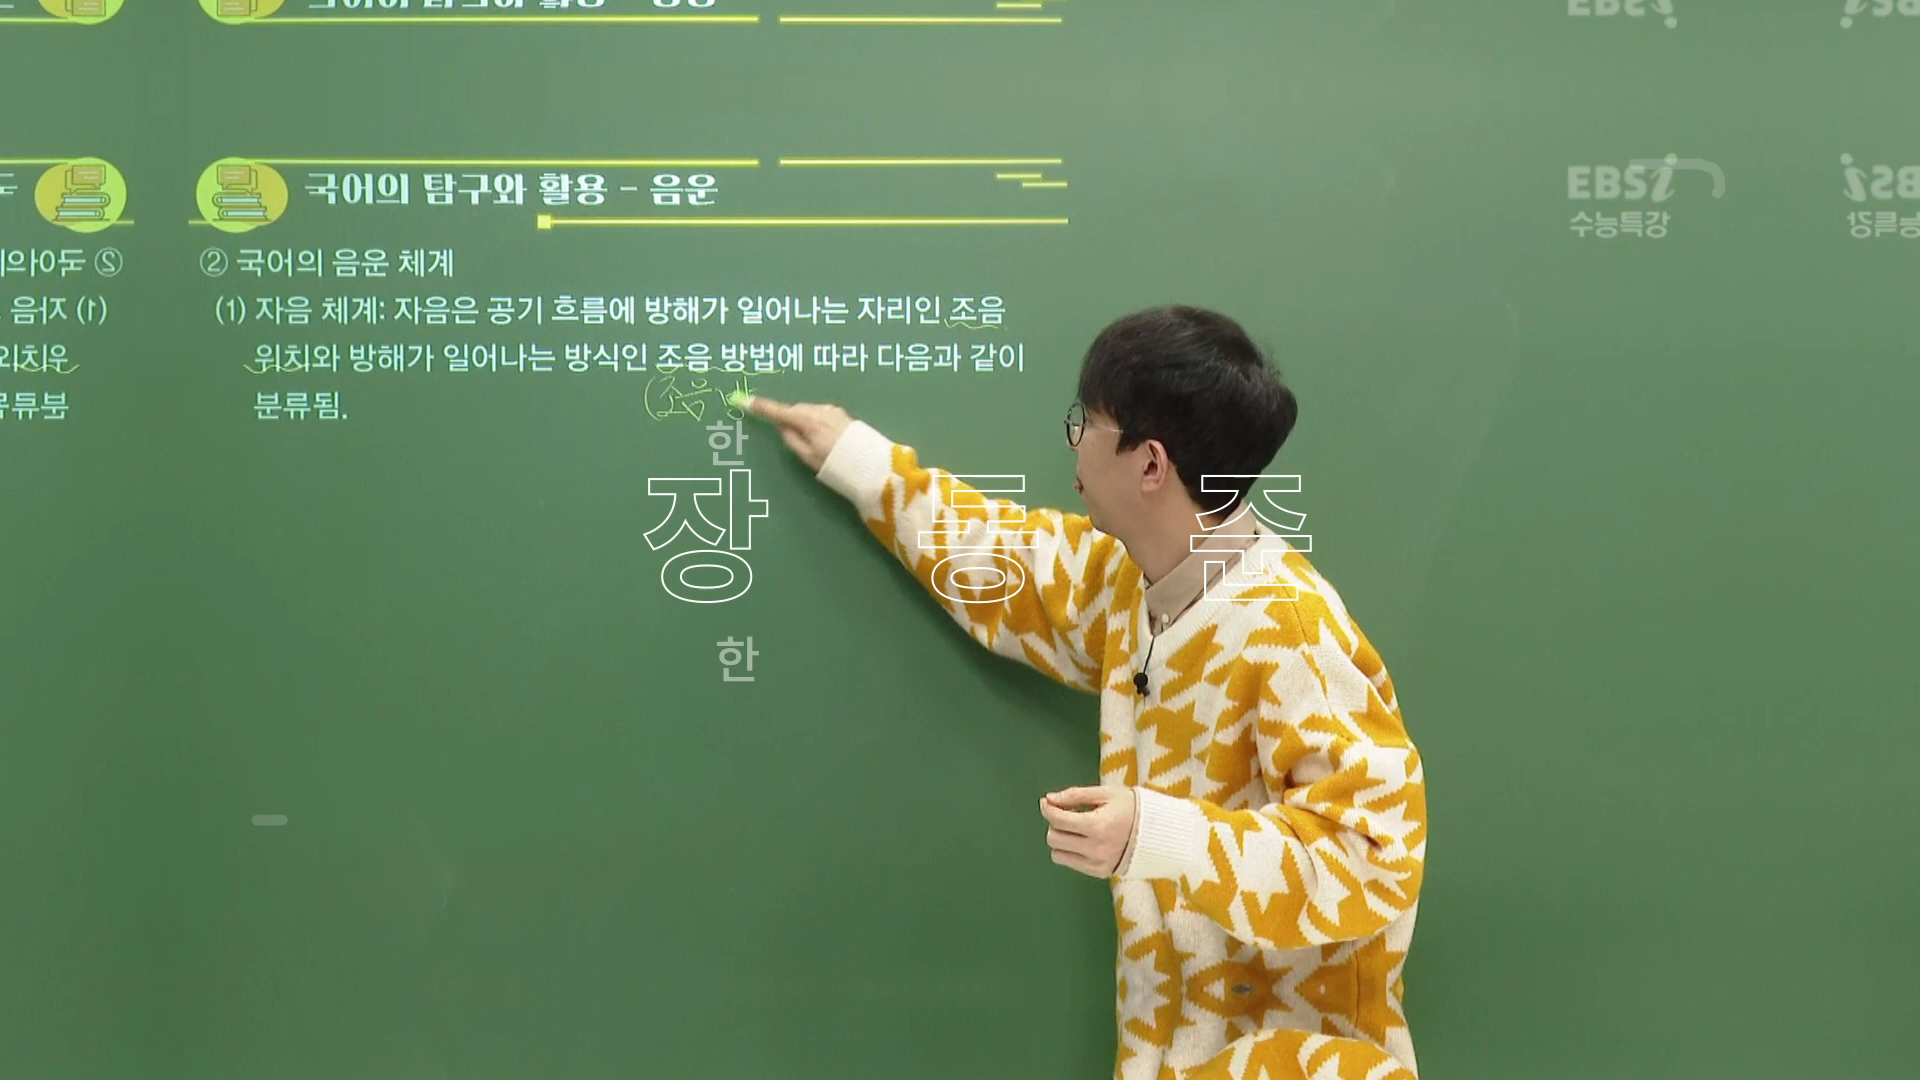 국어의 탐구와 활용 - 음운
EBSi
수능특강
② 국어의 음운 체계
(1) 자음 체계: 자음은 공기 흐름에 방해가 일어나는 자리인 조음
위치와 방해가 일어나는 방식인 조음 방법에 따라 다음과 같이
분류됨.
(조음 방
한
장 동 준
한